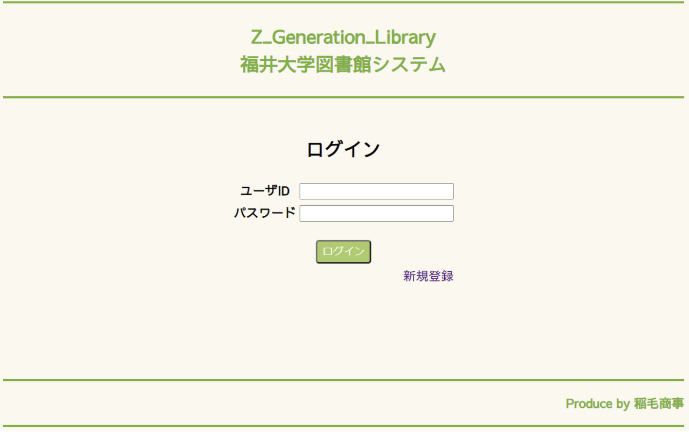 Z_Generation_Library
福井大学図書館システム
ログイン
ユーザID
パスワード
ログイン
新規登録
Produce by 稲毛商事